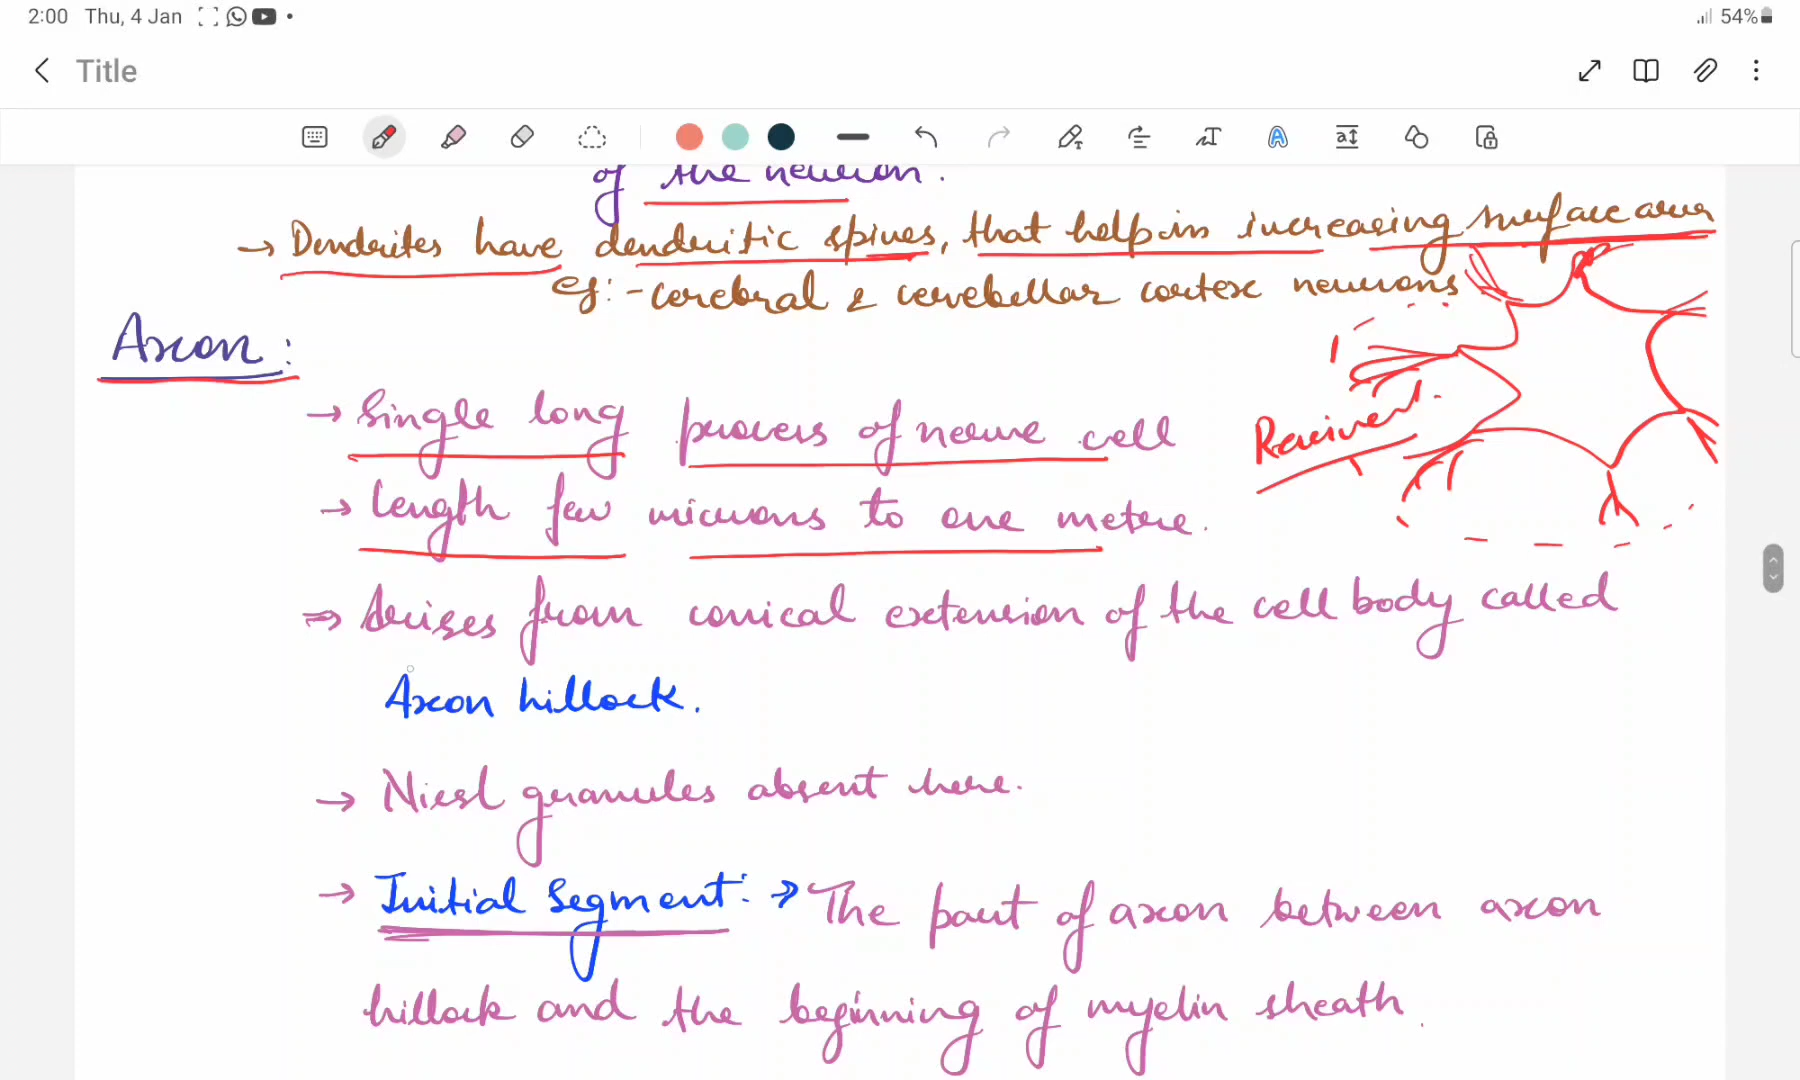 2:00 Thu, 4 Jan 54%
Title
of the neuron.
→ Dendrites have dendritic spines, that helps in increasing surface area
eg:- cerebral & cerebellar cortex neurons
Axon:
→ Single long process of nerve cell
→ length few microns to one metre.
⇒ Arises from conical extension of the cell body called
Axon hillock.
→ Nissl granules absent here.
→ Initial Segment: → The part of axon between axon
hillock and the beginning of myelin sheath.